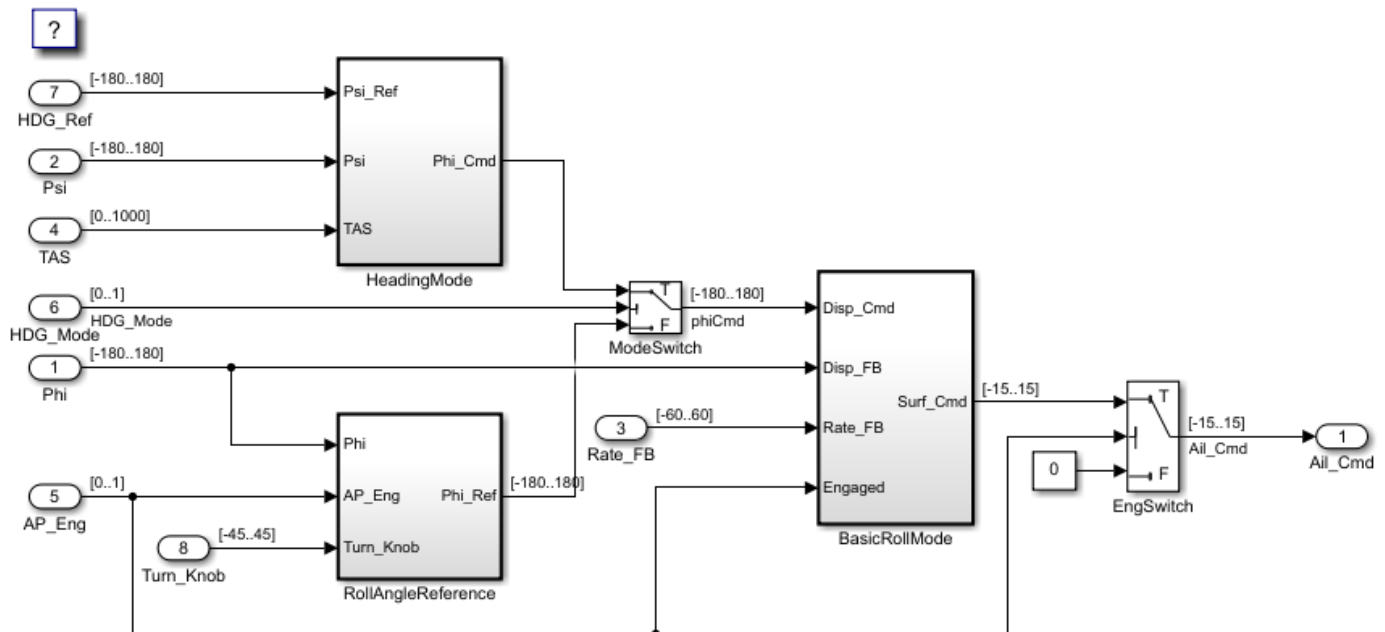 ?
[-180..180]
7
HDG_Ref
[-180..180]
2
Psi
[0..1000]
4
TAS
Psi_Ref
Psi
Phi_Cmd
TAS
HeadingMode
[0..1]
6
HDG_Mode
HDG_Mode
T
F
ModeSwitch
[-180..180]
phiCmd
[-180..180]
1
Phi
Phi
AP_Eng
Phi_Ref
Turn_Knob
RollAngleReference
[-180..180]
[0..1]
5
AP_Eng
[-45..45]
8
Turn_Knob
[-60..60]
3
Rate_FB
Disp_Cmd
Disp_FB
Surf_Cmd
Rate_FB
Engaged
BasicRollMode
[-15..15]
0
T
F
EngSwitch
[-15..15]
Ail_Cmd
1
Ail_Cmd